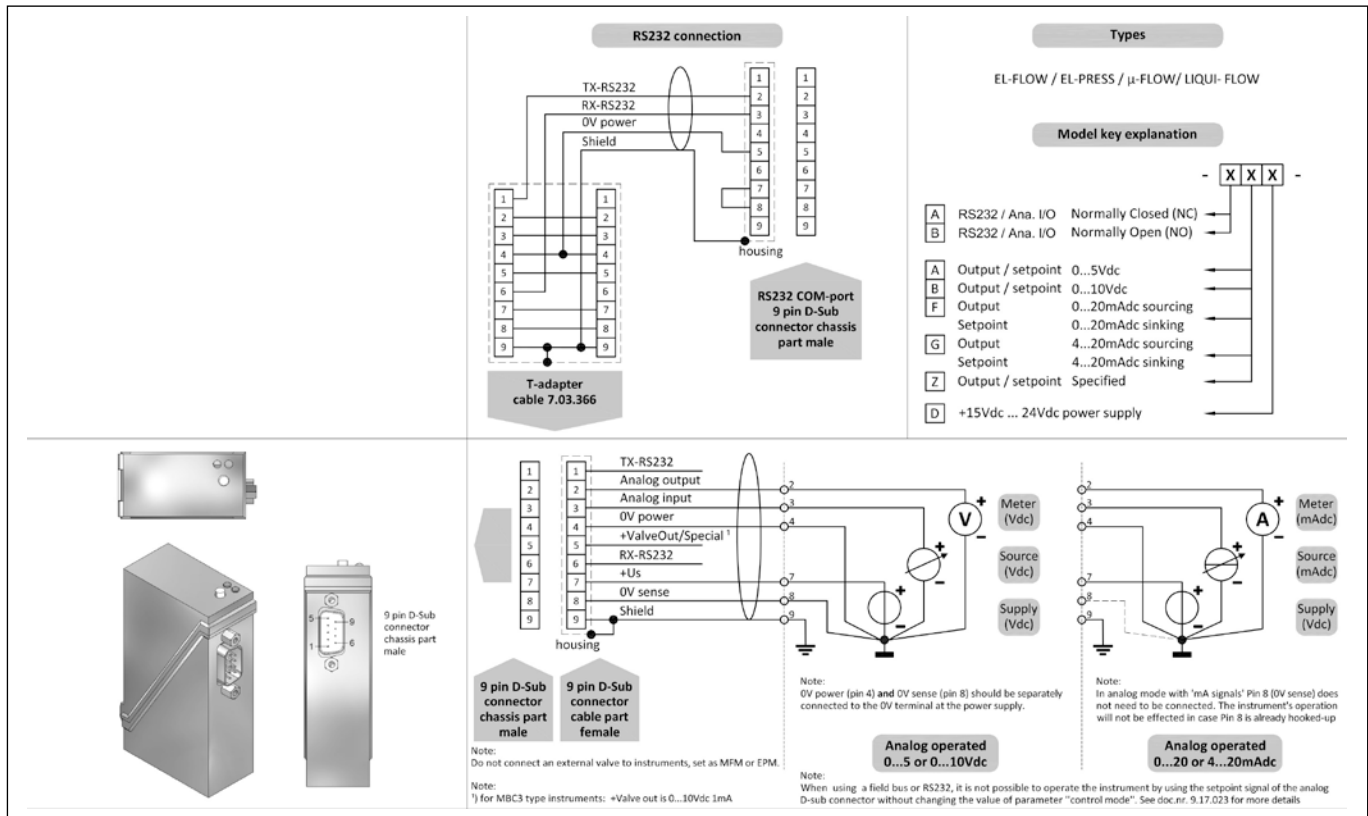 RS232 connection
TX-RS232
RX-RS232
0V power
Shield
1
2
3
4
5
6
7
8
9
1
2
3
4
5
6
7
8
9
1
2
3
4
5
6
7
8
9
1
2
3
4
5
6
7
8
9
housing
RS232 COM-port
9 pin D-Sub
connector chassis
part male
T-adapter
cable 7.03.366
Types
EL-FLOW / EL-PRESS / µ-FLOW/ LIQUI- FLOW
Model key explanation
- X X X -
A RS232 / Ana. I/O Normally Closed (NC)
B RS232 / Ana. I/O Normally Open (NO)
A Output / setpoint 0...5Vdc
B Output / setpoint 0...10Vdc
F Output 0...20mAdc sourcing
Setpoint 0...20mAdc sinking
G Output 4...20mAdc sourcing
Setpoint 4...20mAdc sinking
Z Output / setpoint Specified
D +15Vdc ... 24Vdc power supply
5
9
1
6
9 pin D-Sub
connector
chassis part
male
1
2
3
4
5
6
7
8
9
1
2
3
4
5
6
7
8
9
TX-RS232
Analog output
Analog input
0V power
+ValveOut/Special ¹
RX-RS232
+Us
0V sense
Shield
housing
9 pin D-Sub
connector
chassis part
male
9 pin D-Sub
connector
cable part
female
Note:
Do not connect an external valve to instruments, set as MFM or EPM.
Note:
¹) for MBC3 type instruments: +Valve out is 0...10Vdc 1mA
2
3
4
7
8
9
+
V
−
+
−
+
−
Meter
(Vdc)
Source
(Vdc)
Supply
(Vdc)
Note:
0V power (pin 4) and 0V sense (pin 8) should be separately
connected to the 0V terminal at the power supply.
Analog operated
0...5 or 0...10Vdc
2
3
4
7
8
9
+
A
−
+
−
+
−
Meter
(mAdc)
Source
(mAdc)
Supply
(Vdc)
Note:
In analog mode with 'mA signals' Pin 8 (0V sense) does
not need to be connected. The instrument's operation
will not be effected in case Pin 8 is already hooked-up
Analog operated
0...20 or 4...20mAdc
Note:
When using a field bus or RS232, it is not possible to operate the instrument by using the setpoint signal of the analog
D-sub connector without changing the value of parameter "control mode". See doc.nr. 9.17.023 for more details